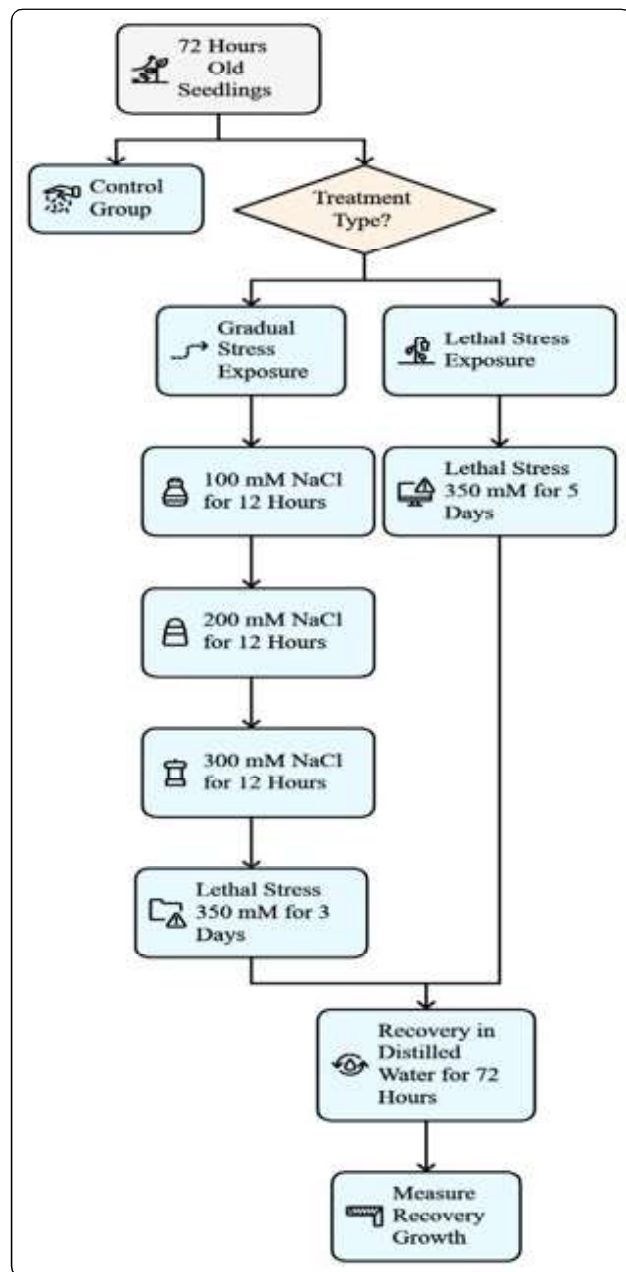 72 Hours
Old
Seedlings
Control
Group
Treatment
Type?
Gradual
Stress
Exposure
Lethal Stress
Exposure
100 mM NaCl
for 12 Hours
Lethal Stress
350 mM for 5
Days
200 mM NaCl
for 12 Hours
300 mM NaCl
for 12 Hours
Lethal Stress
350 mM for 3
Days
Recovery in
Distilled
Water for 72
Hours
Measure
Recovery
Growth